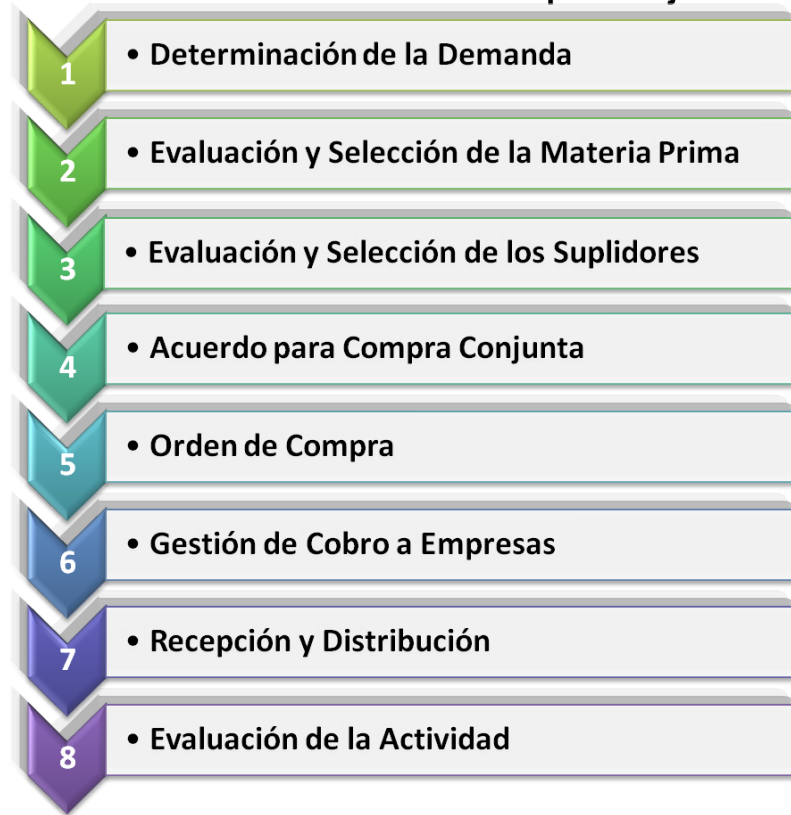 1
• Determinación de la Demanda
2
• Evaluación y Selección de la Materia Prima
3
• Evaluación y Selección de los Suplidores
4
• Acuerdo para Compra Conjunta
5
• Orden de Compra
6
• Gestión de Cobro a Empresas
7
• Recepción y Distribución
8
• Evaluación de la Actividad